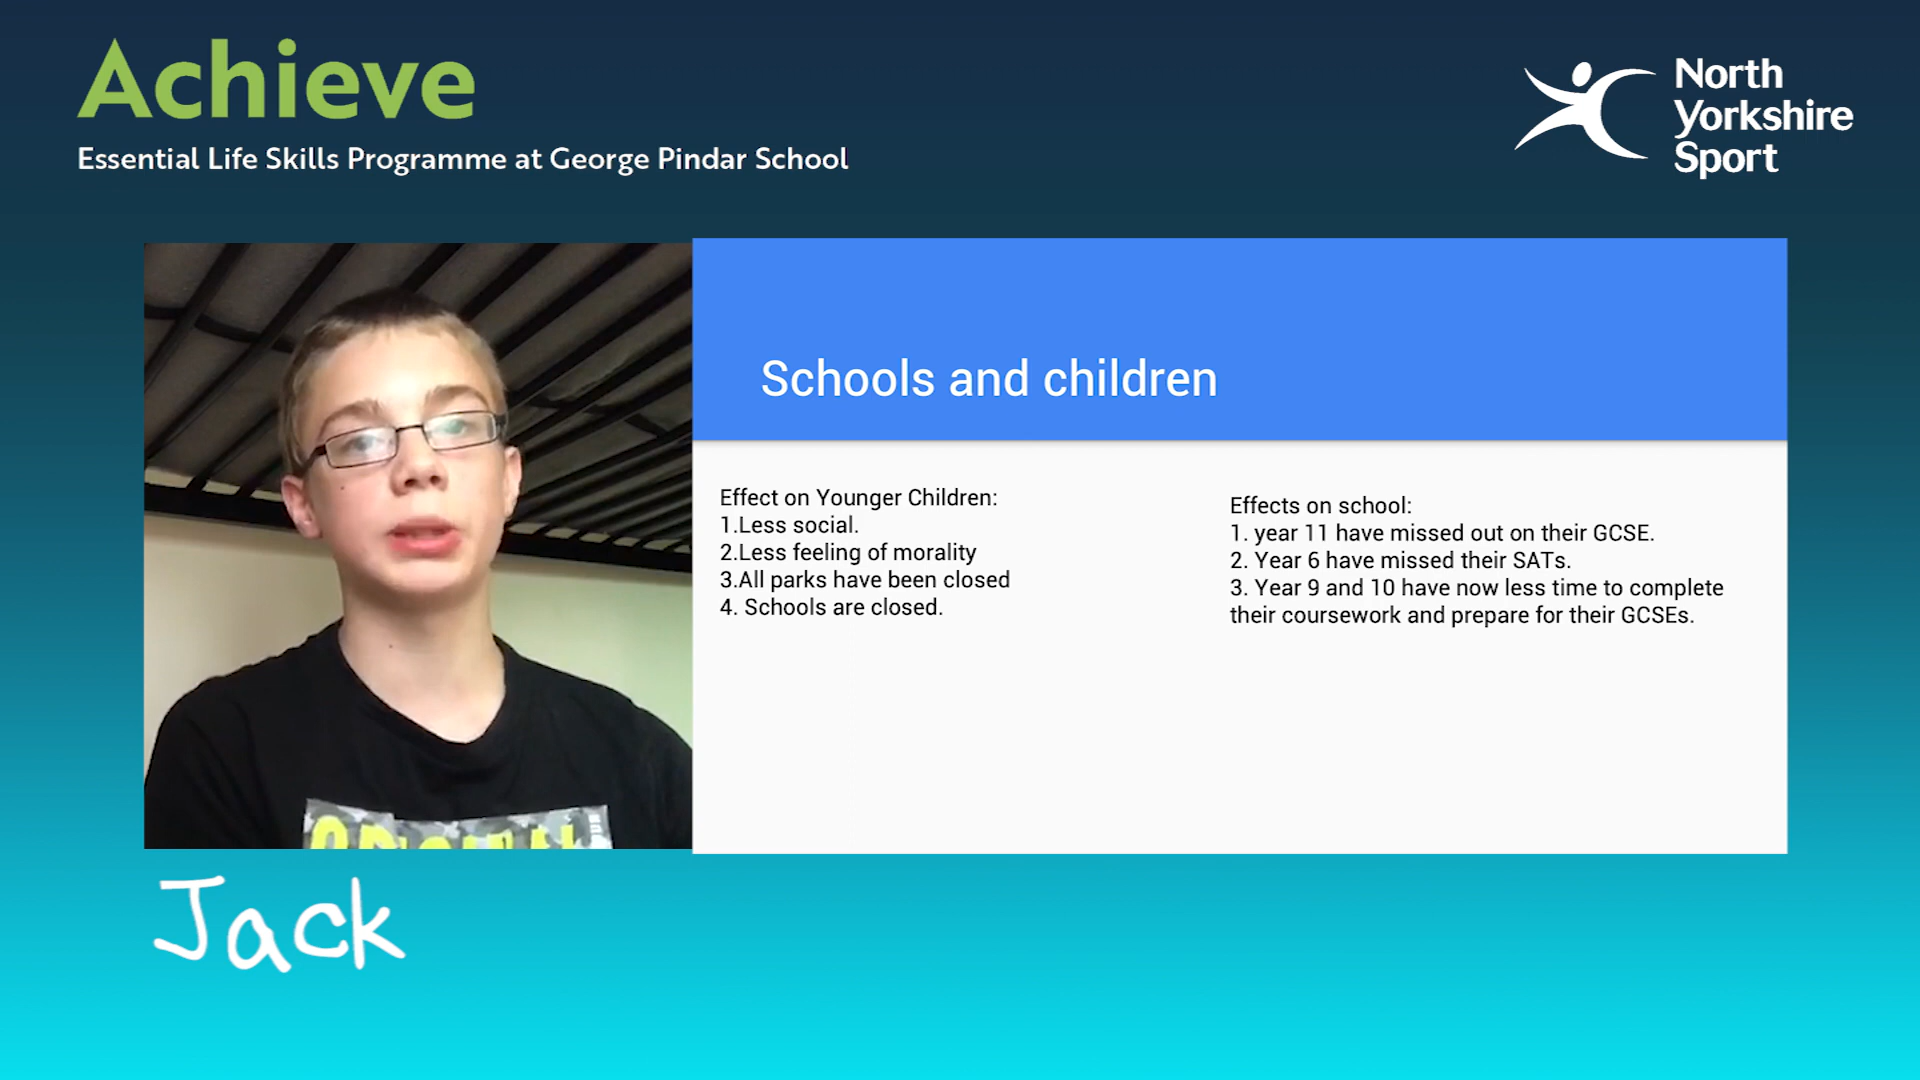 Achieve
Essential Life Skills Programme at George Pindar School
North
Yorkshire
Sport
Schools and children
Effect on Younger Children:
1.Less social.
2.Less feeling of morality
3.All parks have been closed
4. Schools are closed.
Effects on school:
1. year 11 have missed out on their GCSE.
2. Year 6 have missed their SATs.
3. Year 9 and 10 have now less time to complete
their coursework and prepare for their GCSEs.
Jack